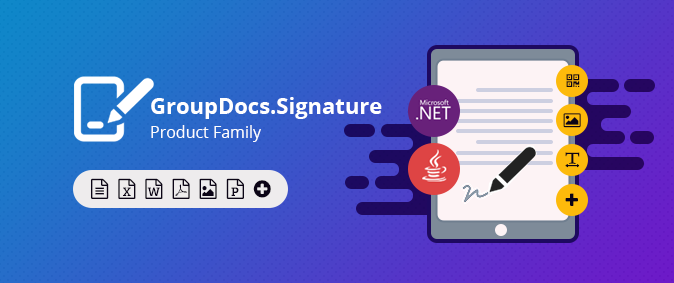 GroupDocs.Signature
Product Family
X
W
P
Microsoft
.NET
T